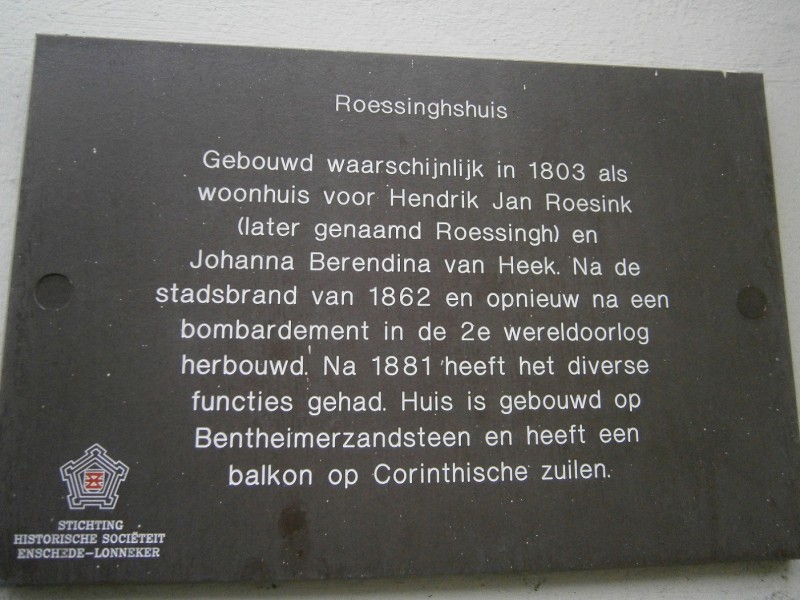 Roessinghshuis
Gebouwd waarschijnlijk in 1803 als
woonhuis voor Hendrik Jan Roesink
(later genaamd Roessingh) en
Johanna Berendina van Heek. Na de
stadsbrand van 1862 en opnieuw na een
bombardement in de 2e wereldoorlog
herbouwd. Na 1881 heeft het diverse
functies gehad. Huis is gebouwd op
Bentheimerzandsteen en heeft een
balkon op Corinthische zuilen.
STICHTING
HISTORISCHE SOCIËTEIT
ENSCHEDE-LONNEKER